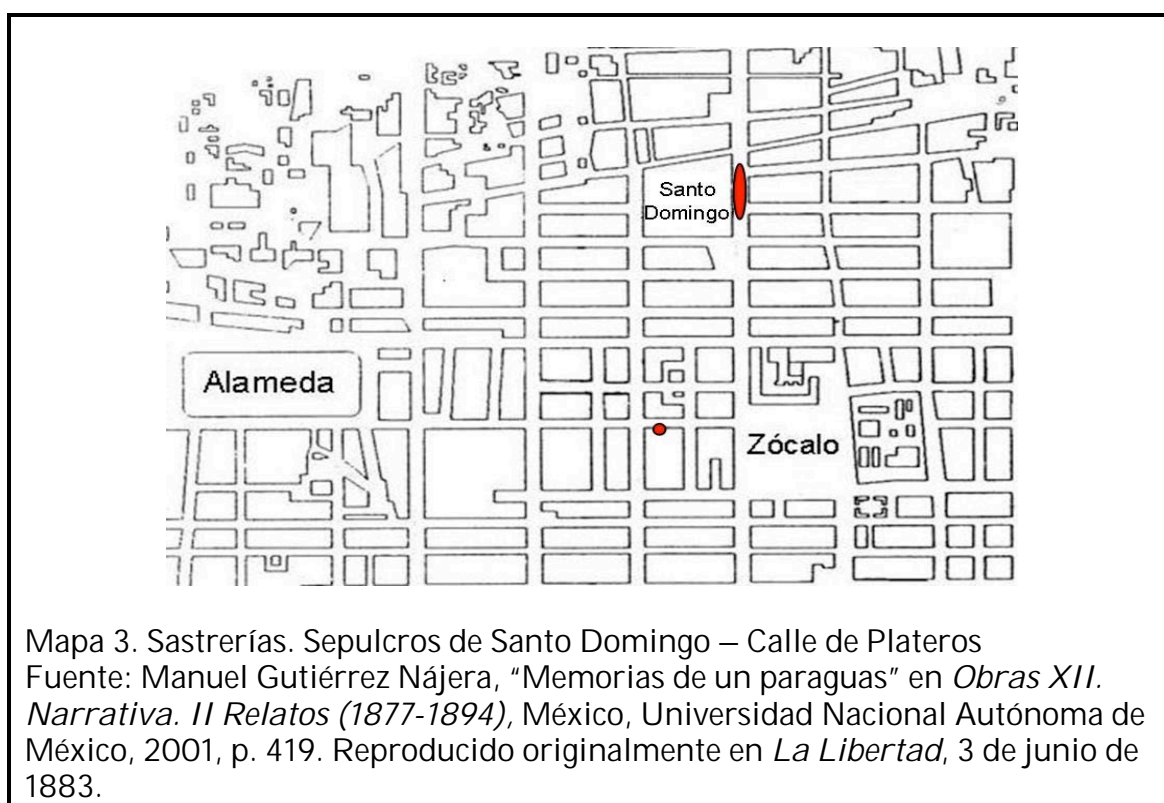 Santo
Domingo
Alameda
Zócalo
Mapa 3. Sastrerías. Sepulcros de Santo Domingo – Calle de Plateros
Fuente: Manuel Gutiérrez Nájera, “Memorias de un paraguas” en Obras XII.
Narrativa. II Relatos (1877-1894), México, Universidad Nacional Autónoma de
México, 2001, p. 419. Reproducido originalmente en La Libertad, 3 de junio de
1883.